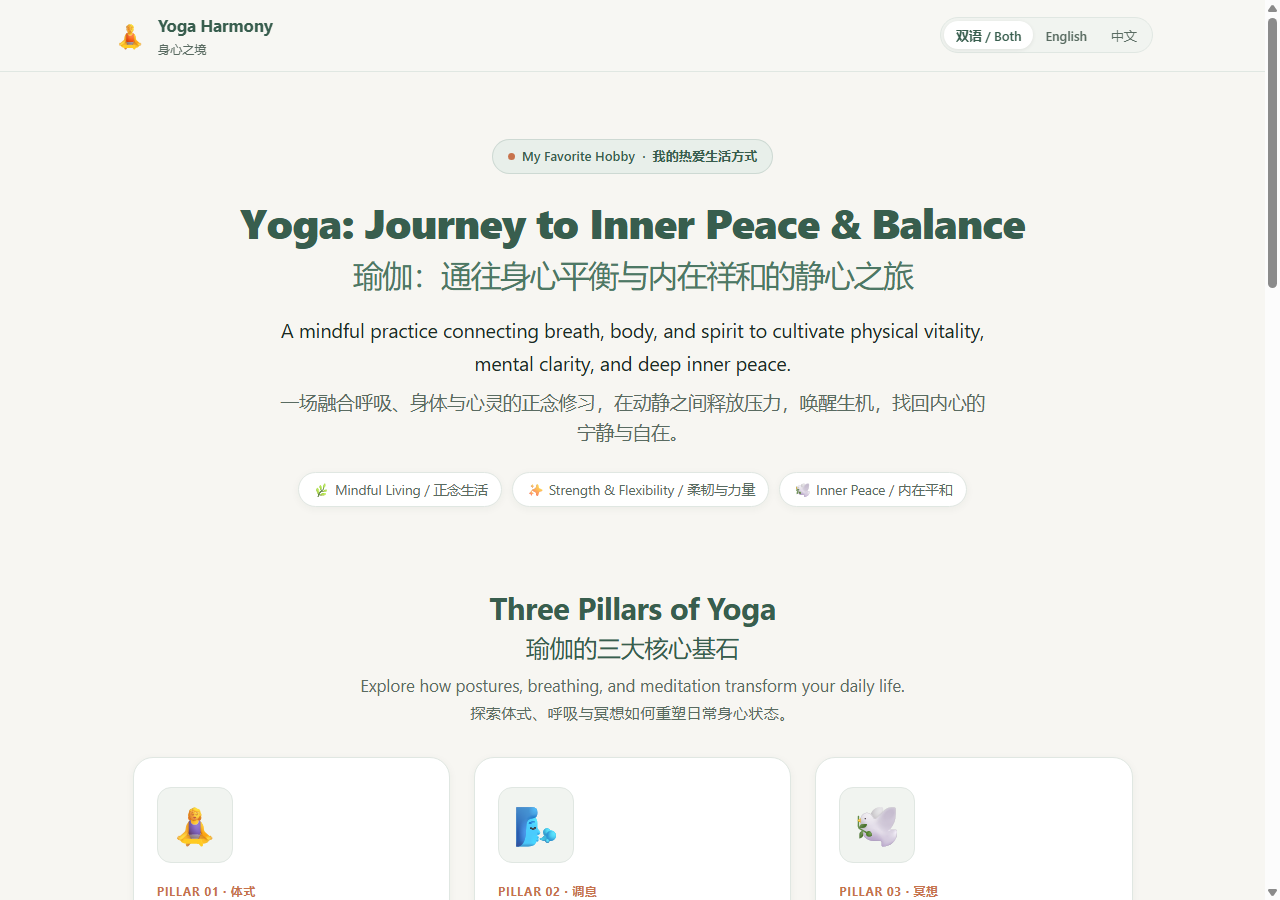 Yoga Harmony
身心之境
双语 / Both English 中文
My Favorite Hobby · 我的热爱生活方式
Yoga: Journey to Inner Peace & Balance
瑜伽：通往身心平衡与内在祥和的静心之旅
A mindful practice connecting breath, body, and spirit to cultivate physical vitality,
mental clarity, and deep inner peace.
一场融合呼吸、身体与心灵的正念修习，在动静之间释放压力，唤醒生机，找回内心的
宁静与自在。
Mindful Living / 正念生活
Strength & Flexibility / 柔韧与力量
Inner Peace / 内在平和
Three Pillars of Yoga
瑜伽的三大核心基石
Explore how postures, breathing, and meditation transform your daily life.
探索体式、呼吸与冥想如何重塑日常身心状态。
PILLAR 01 · 体式
PILLAR 02 · 调息
PILLAR 03 · 冥想